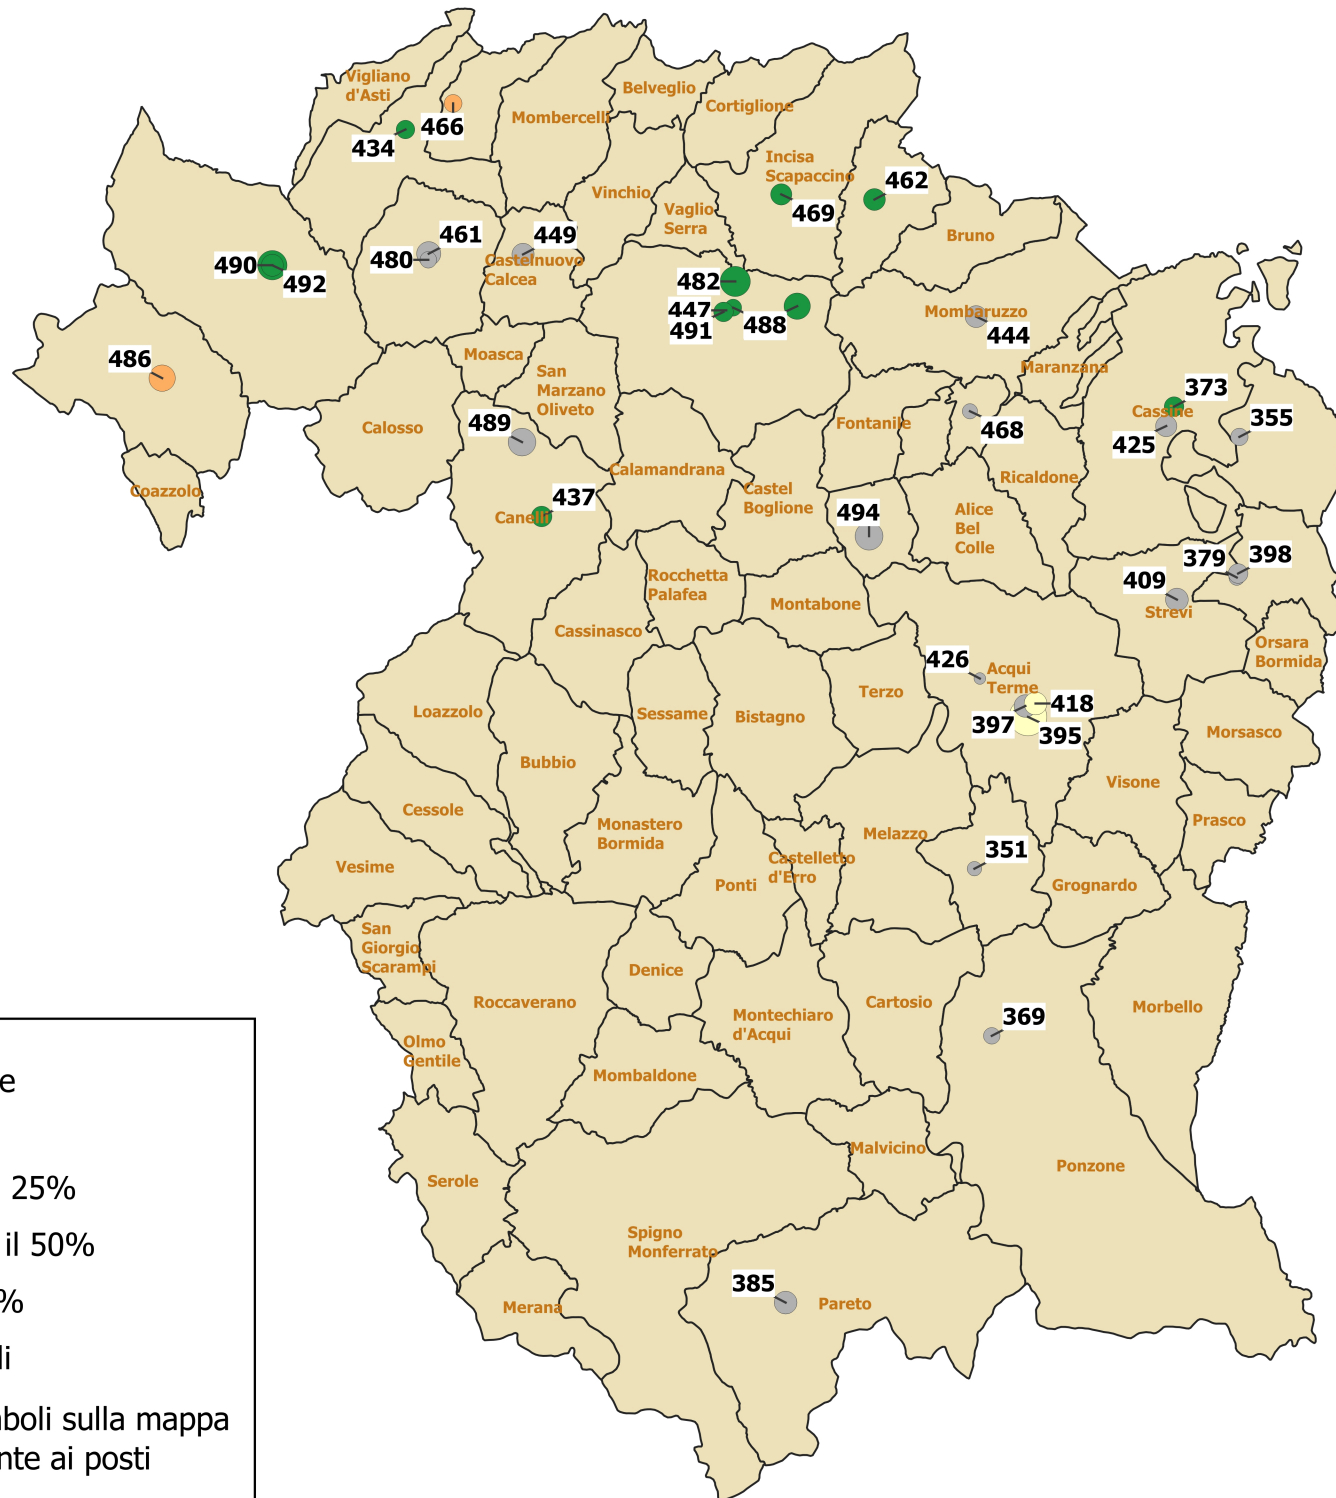 Vigliano
d'Asti
Belveglio
Cortiglione
Mombercelli
434
466
Incisa
Scapaccino
462
469
Vinchio
Vaglio
Serra
Bruno
461
480
449
Castelnuovo
Calcea
490
492
482
447
491
488
Mombaruzzo
444
486
Moasca
San
Marzano
Oliveto
Maranzana
373
Cassine
425
355
489
Calosso
Fontanile
468
Calamandrana
Ricaldone
Coazzolo
437
Canelli
Castel
Boglione
494
Alice
Bel
Colle
379
398
409
Strevi
Rocchetta
Palafea
Montabone
Cassinasco
Orsara
Bormida
426
Acqui
Terme
418
397
395
Terzo
Loazzolo
Sessame
Bistagno
Morsasco
Bubbio
Visone
Cessole
Monastero
Bormida
Melazzo
Prasco
351
Vesime
Castelletto
d'Erro
Ponti
Grognardo
San
Giorgio
Scarampi
Denice
Roccaverano
Cartosio
Montechiaro
d'Acqui
Morbello
369
Olmo
Gentile
Mombaldone
Malvicino
Ponzone
Serole
Spigno
Monferrato
385
Pareto
Merana
e
25%
il 50%
%
li
boli sulla mappa
nte ai posti